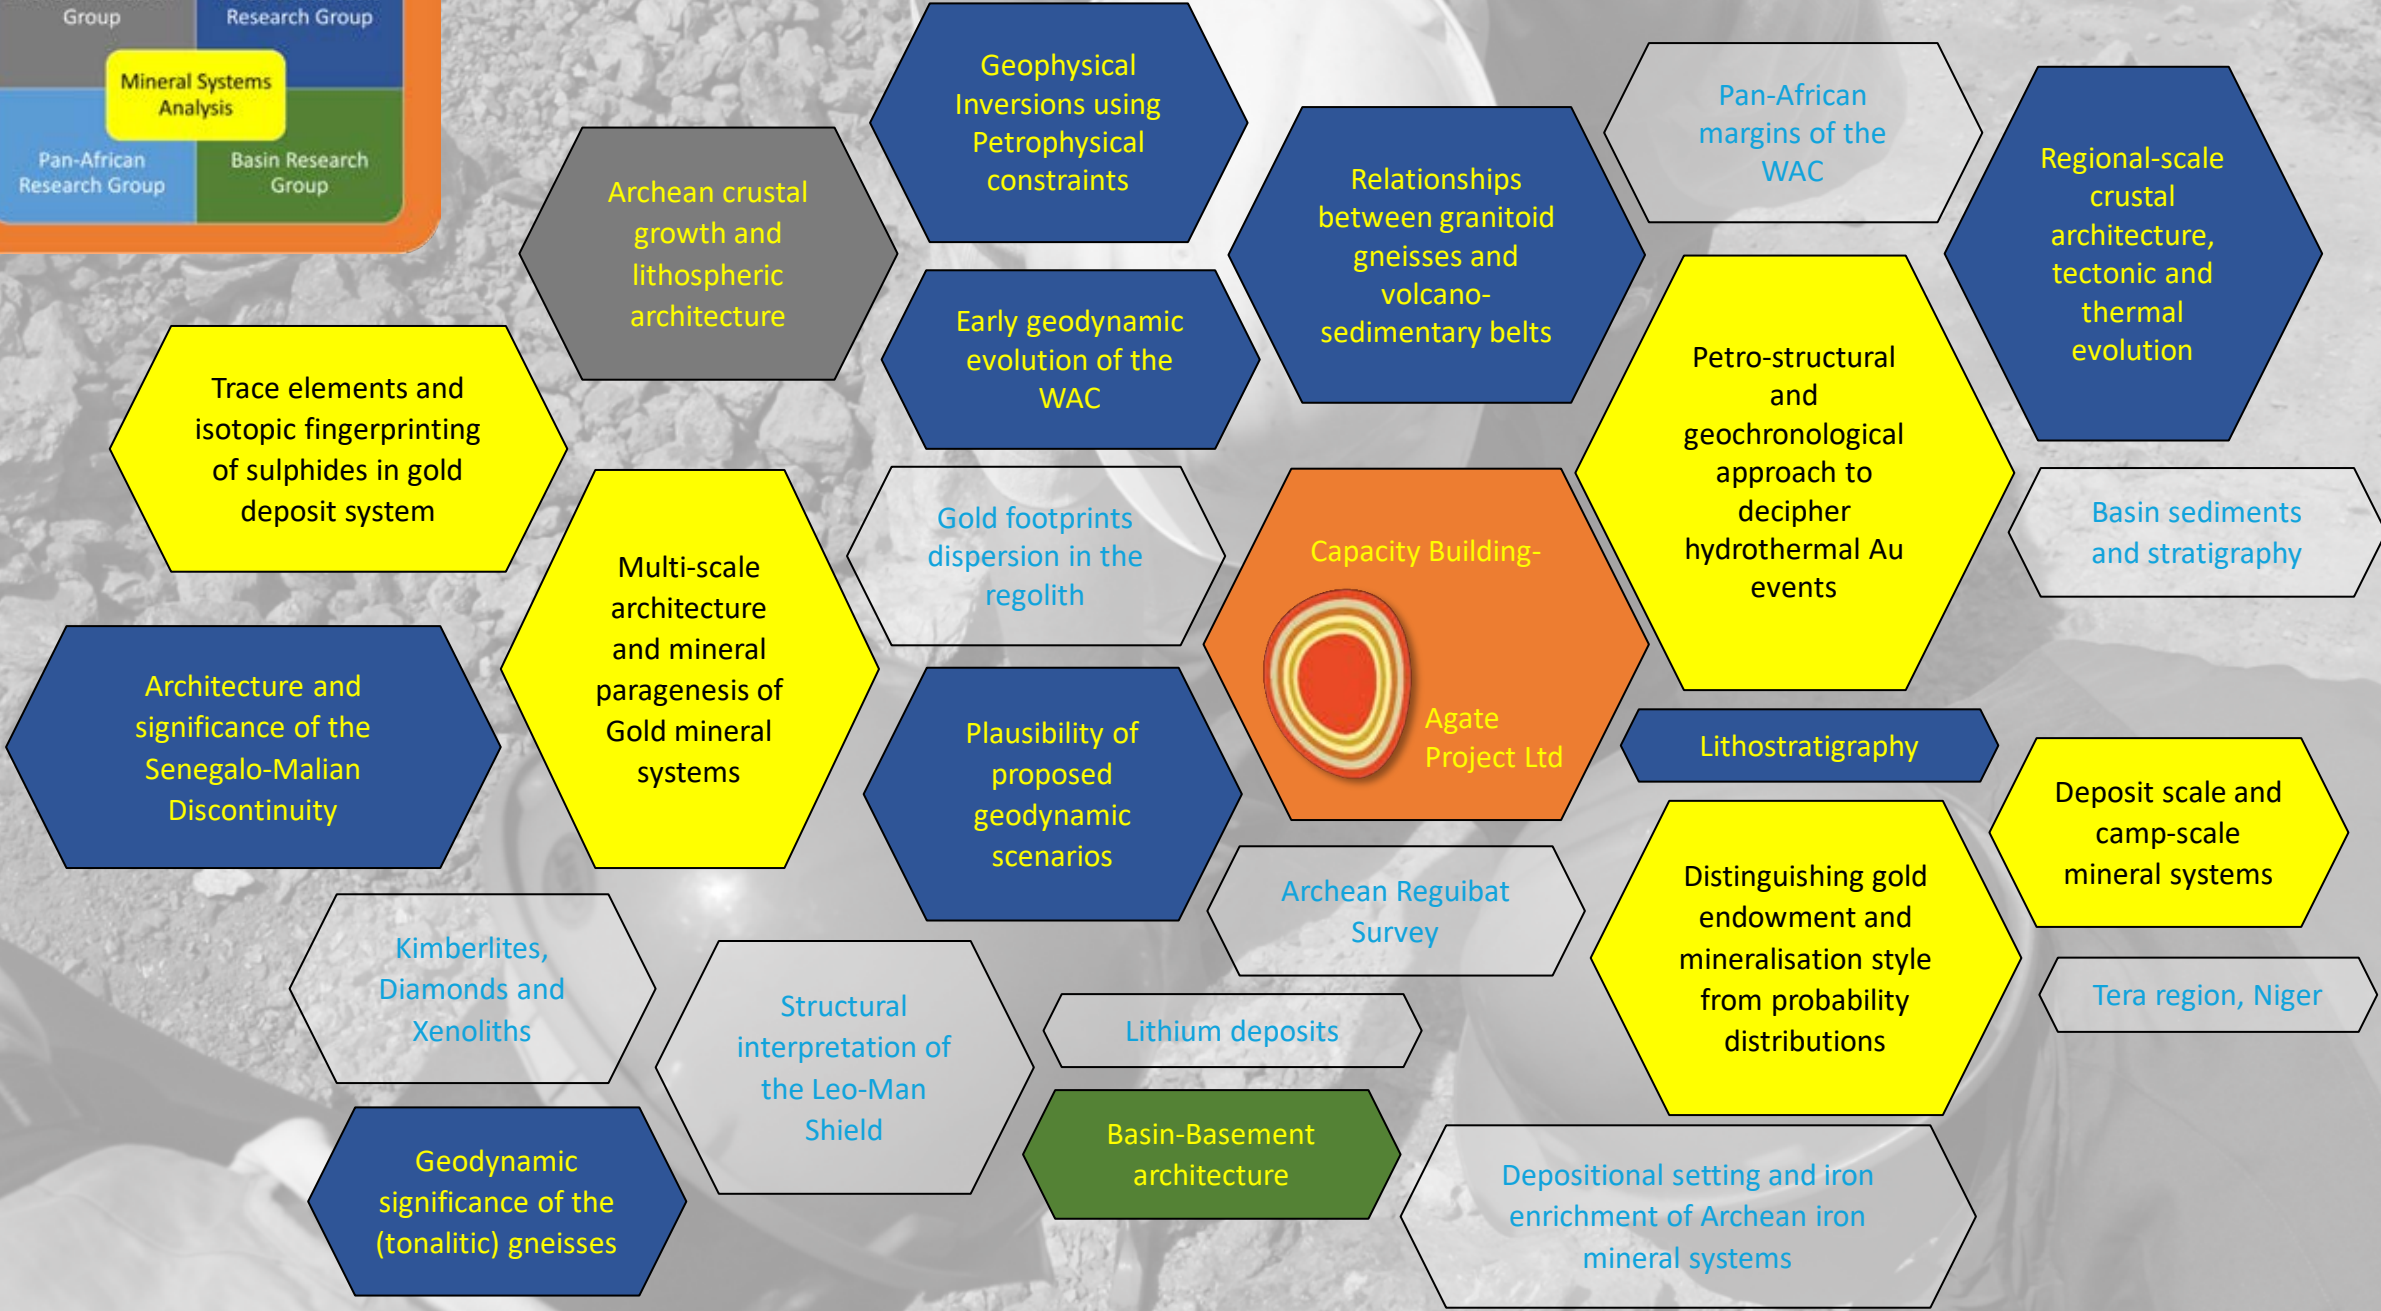 Group
Research Group
Mineral Systems
Analysis
Pan-African
Research Group
Basin Research
Group
Archean crustal
growth and
lithospheric
architecture
Geophysical
Inversions using
Petrophysical
constraints
Early geodynamic
evolution of the
WAC
Relationships
between granitoid
gneisses and
volcano-
sedimentary belts
Pan-African
margins of the
WAC
Regional-scale
crustal
architecture,
tectonic and
thermal
evolution
Trace elements and
isotopic fingerprinting
of sulphides in gold
deposit system
Multi-scale
architecture
and mineral
paragenesis of
Gold mineral
systems
Gold footprints
dispersion in the
regolith
Capacity Building-
Agate
Project Ltd
Petro-structural
and
geochronological
approach to
decipher
hydrothermal Au
events
Basin sediments
and stratigraphy
Architecture and
significance of the
Senegalo-Malian
Discontinuity
Plausibility of
proposed
geodynamic
scenarios
Lithostratigraphy
Deposit scale and
camp-scale
mineral systems
Archean Reguibat
Survey
Distinguishing gold
endowment and
mineralisation style
from probability
distributions
Kimberlites,
Diamonds and
Xenoliths
Structural
interpretation of
the Leo-Man
Shield
Lithium deposits
Tera region, Niger
Basin-Basement
architecture
Geodynamic
significance of the
(tonalitic) gneisses
Depositional setting and iron
enrichment of Archean iron
mineral systems